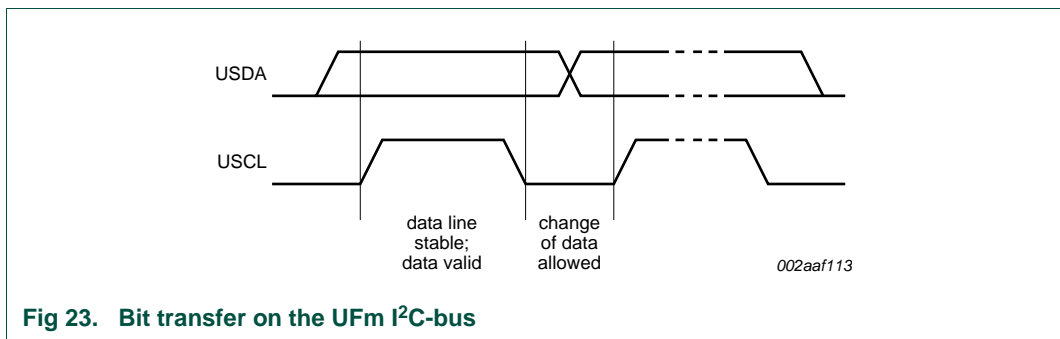 USDA
USCL
data line
stable;
data valid
change
of data
allowed
002aaf113
Fig 23. Bit transfer on the UFm I²C-bus